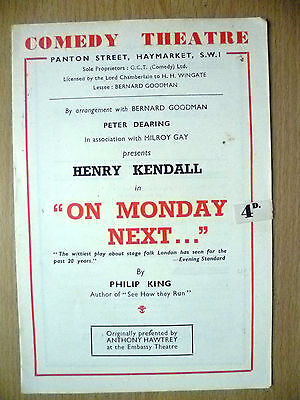 COMEDY THEATRE
PANTON STREET, HAYMARKET, S.W.1
Sole Proprietors : G.C.T. (Comedy) Ltd.
Licensed by the Lord Chamberlain to H. H. WINGATE
Lessee : BERNARD GOODMAN
By arrangement with BERNARD GOODMAN
PETER DEARING
In association with MILROY GAY
presents
HENRY KENDALL
in
"ON MONDAY
NEXT..."
4D.
"The wittiest play about stage folk London has seen for the
past 20 years."
—Evening Standard
By
PHILIP KING
Author of "See How they Run"
Originally presented by
ANTHONY HAWTREY
at the Embassy Theatre